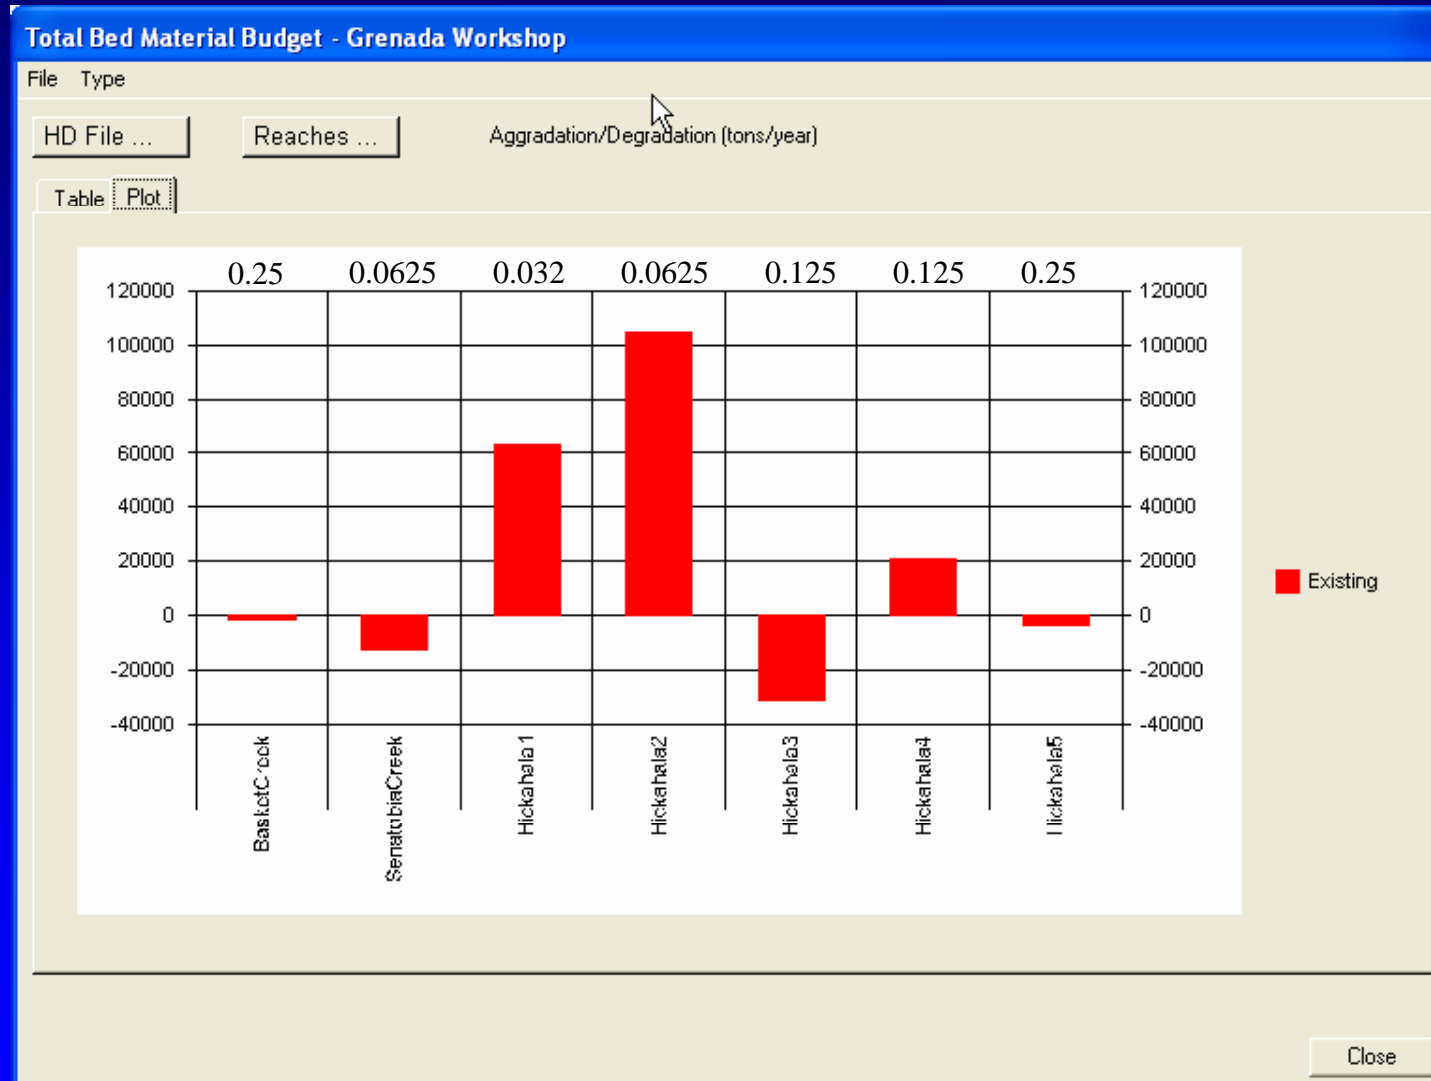 Total Bed Material Budget - Grenada Workshop
File Type
HD File ...
Reaches ...
Aggradation/Degradation (tons/year)
Table
Plot
0.25 0.0625 0.032 0.0625 0.125 0.125 0.25
120000 120000
100000 100000
80000 80000
60000 60000
40000 40000
20000 20000
0 0
-20000 -20000
-40000 -40000
Existing
SenatobiaCreek
Hickahala1
Hickahala2
Hickahala3
Hickahala4
Hickahala5
Close